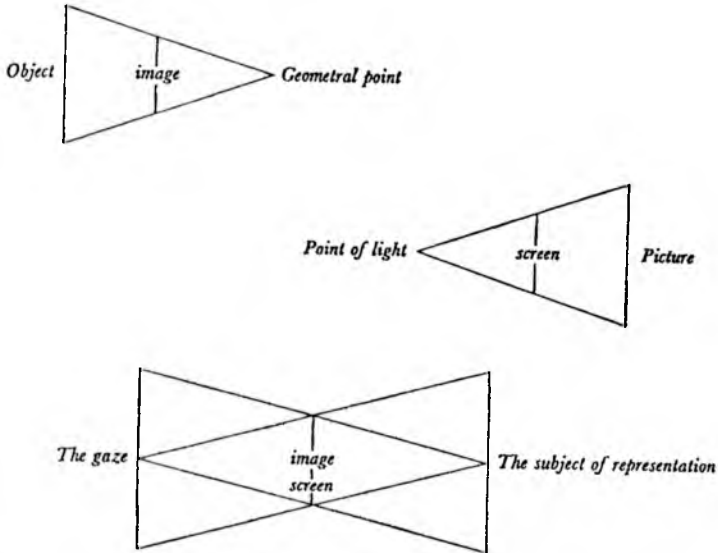 Object
image
Geometral point
Point of light
screen
Picture
The gaze
image
screen
The subject of representation